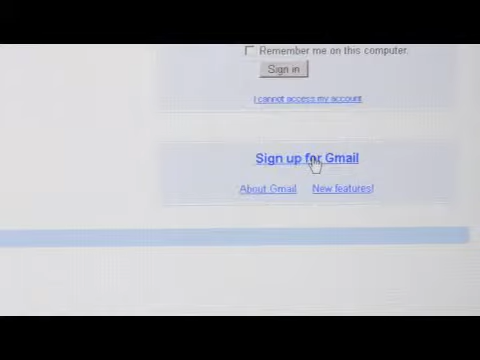 Remember me on this computer.
Sign in
I cannot access my account
Sign up for Gmail
About Gmail New features!